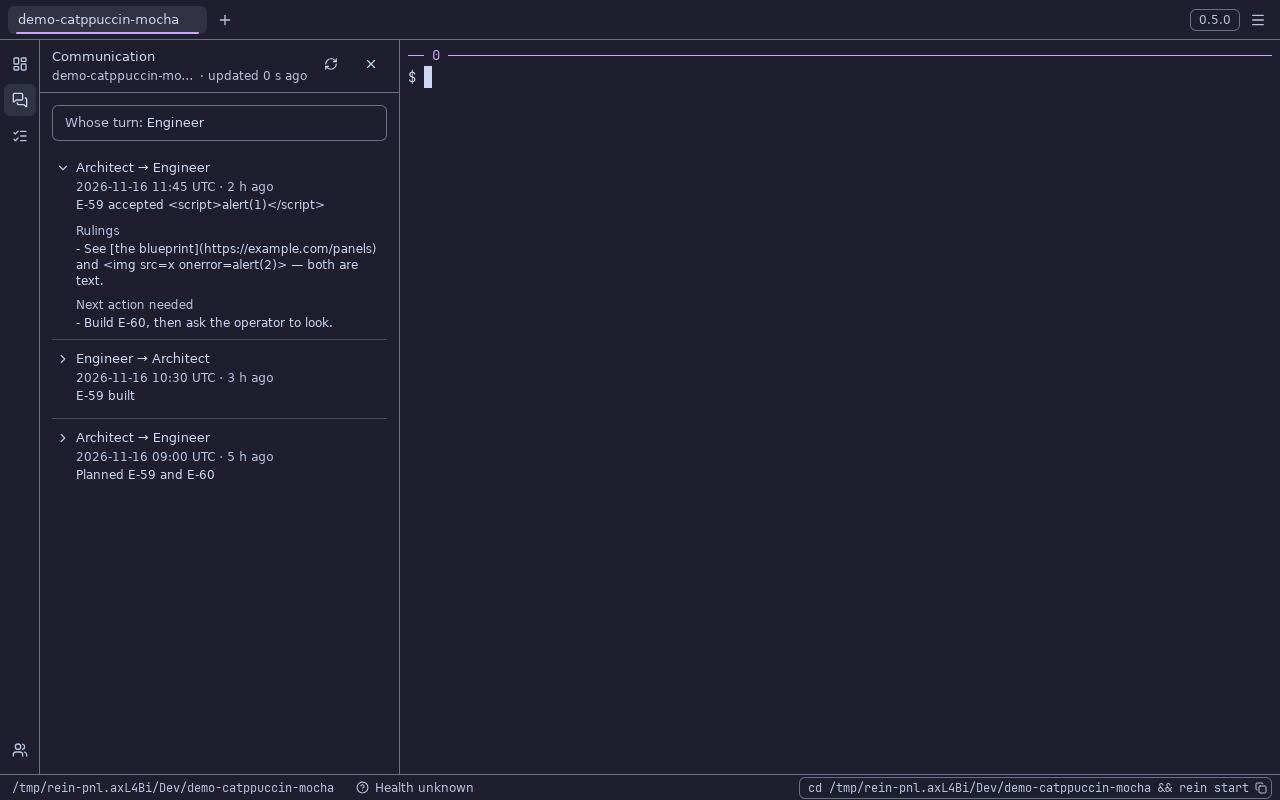 demo-catppuccin-mocha
0.5.0
Communication
demo-catppuccin-mo... · updated 0 s ago
Whose turn: Engineer
Architect → Engineer
2026-11-16 11:45 UTC · 2 h ago
E-59 accepted <script>alert(1)</script>
Rulings
- See [the blueprint](https://example.com/panels)
and <img src=x onerror=alert(2)> — both are
text.
Next action needed
- Build E-60, then ask the operator to look.
Engineer → Architect
2026-11-16 10:30 UTC · 3 h ago
E-59 built
Architect → Engineer
2026-11-16 09:00 UTC · 5 h ago
Planned E-59 and E-60
0
$
/tmp/rein-pnl.axL4Bi/Dev/demo-catppuccin-mocha
Health unknown
cd /tmp/rein-pnl.axL4Bi/Dev/demo-catppuccin-mocha && rein start